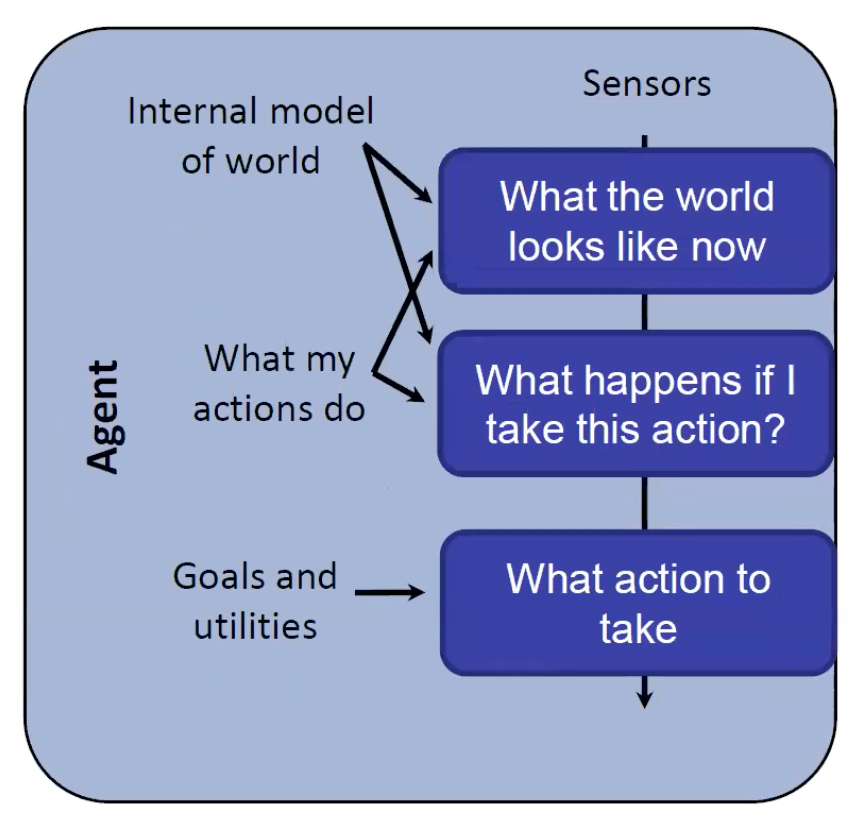 Sensors
Internal model
of world
What the world
looks like now
What my
actions do
What happens if I
take this action?
Agent
Goals and
utilities
What action to
take